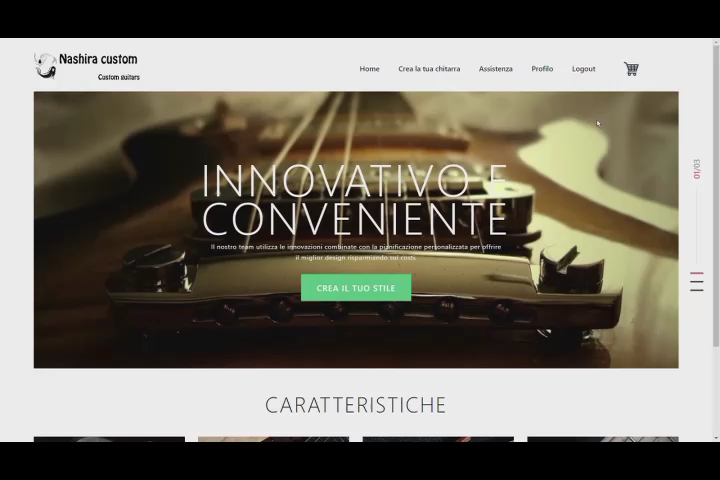 Nashira custom
Custom guitars
Home Crea la tua chitarra Assistenza Profilo Logout
01/03
INNOVATIVO E
CONVENIENTE
Il nostro team utilizza le innovazioni combinate con la pianificazione personalizzata per offrire
il miglior design risparmiando sui costi
CREA IL TUO STILE
CARATTERISTICHE